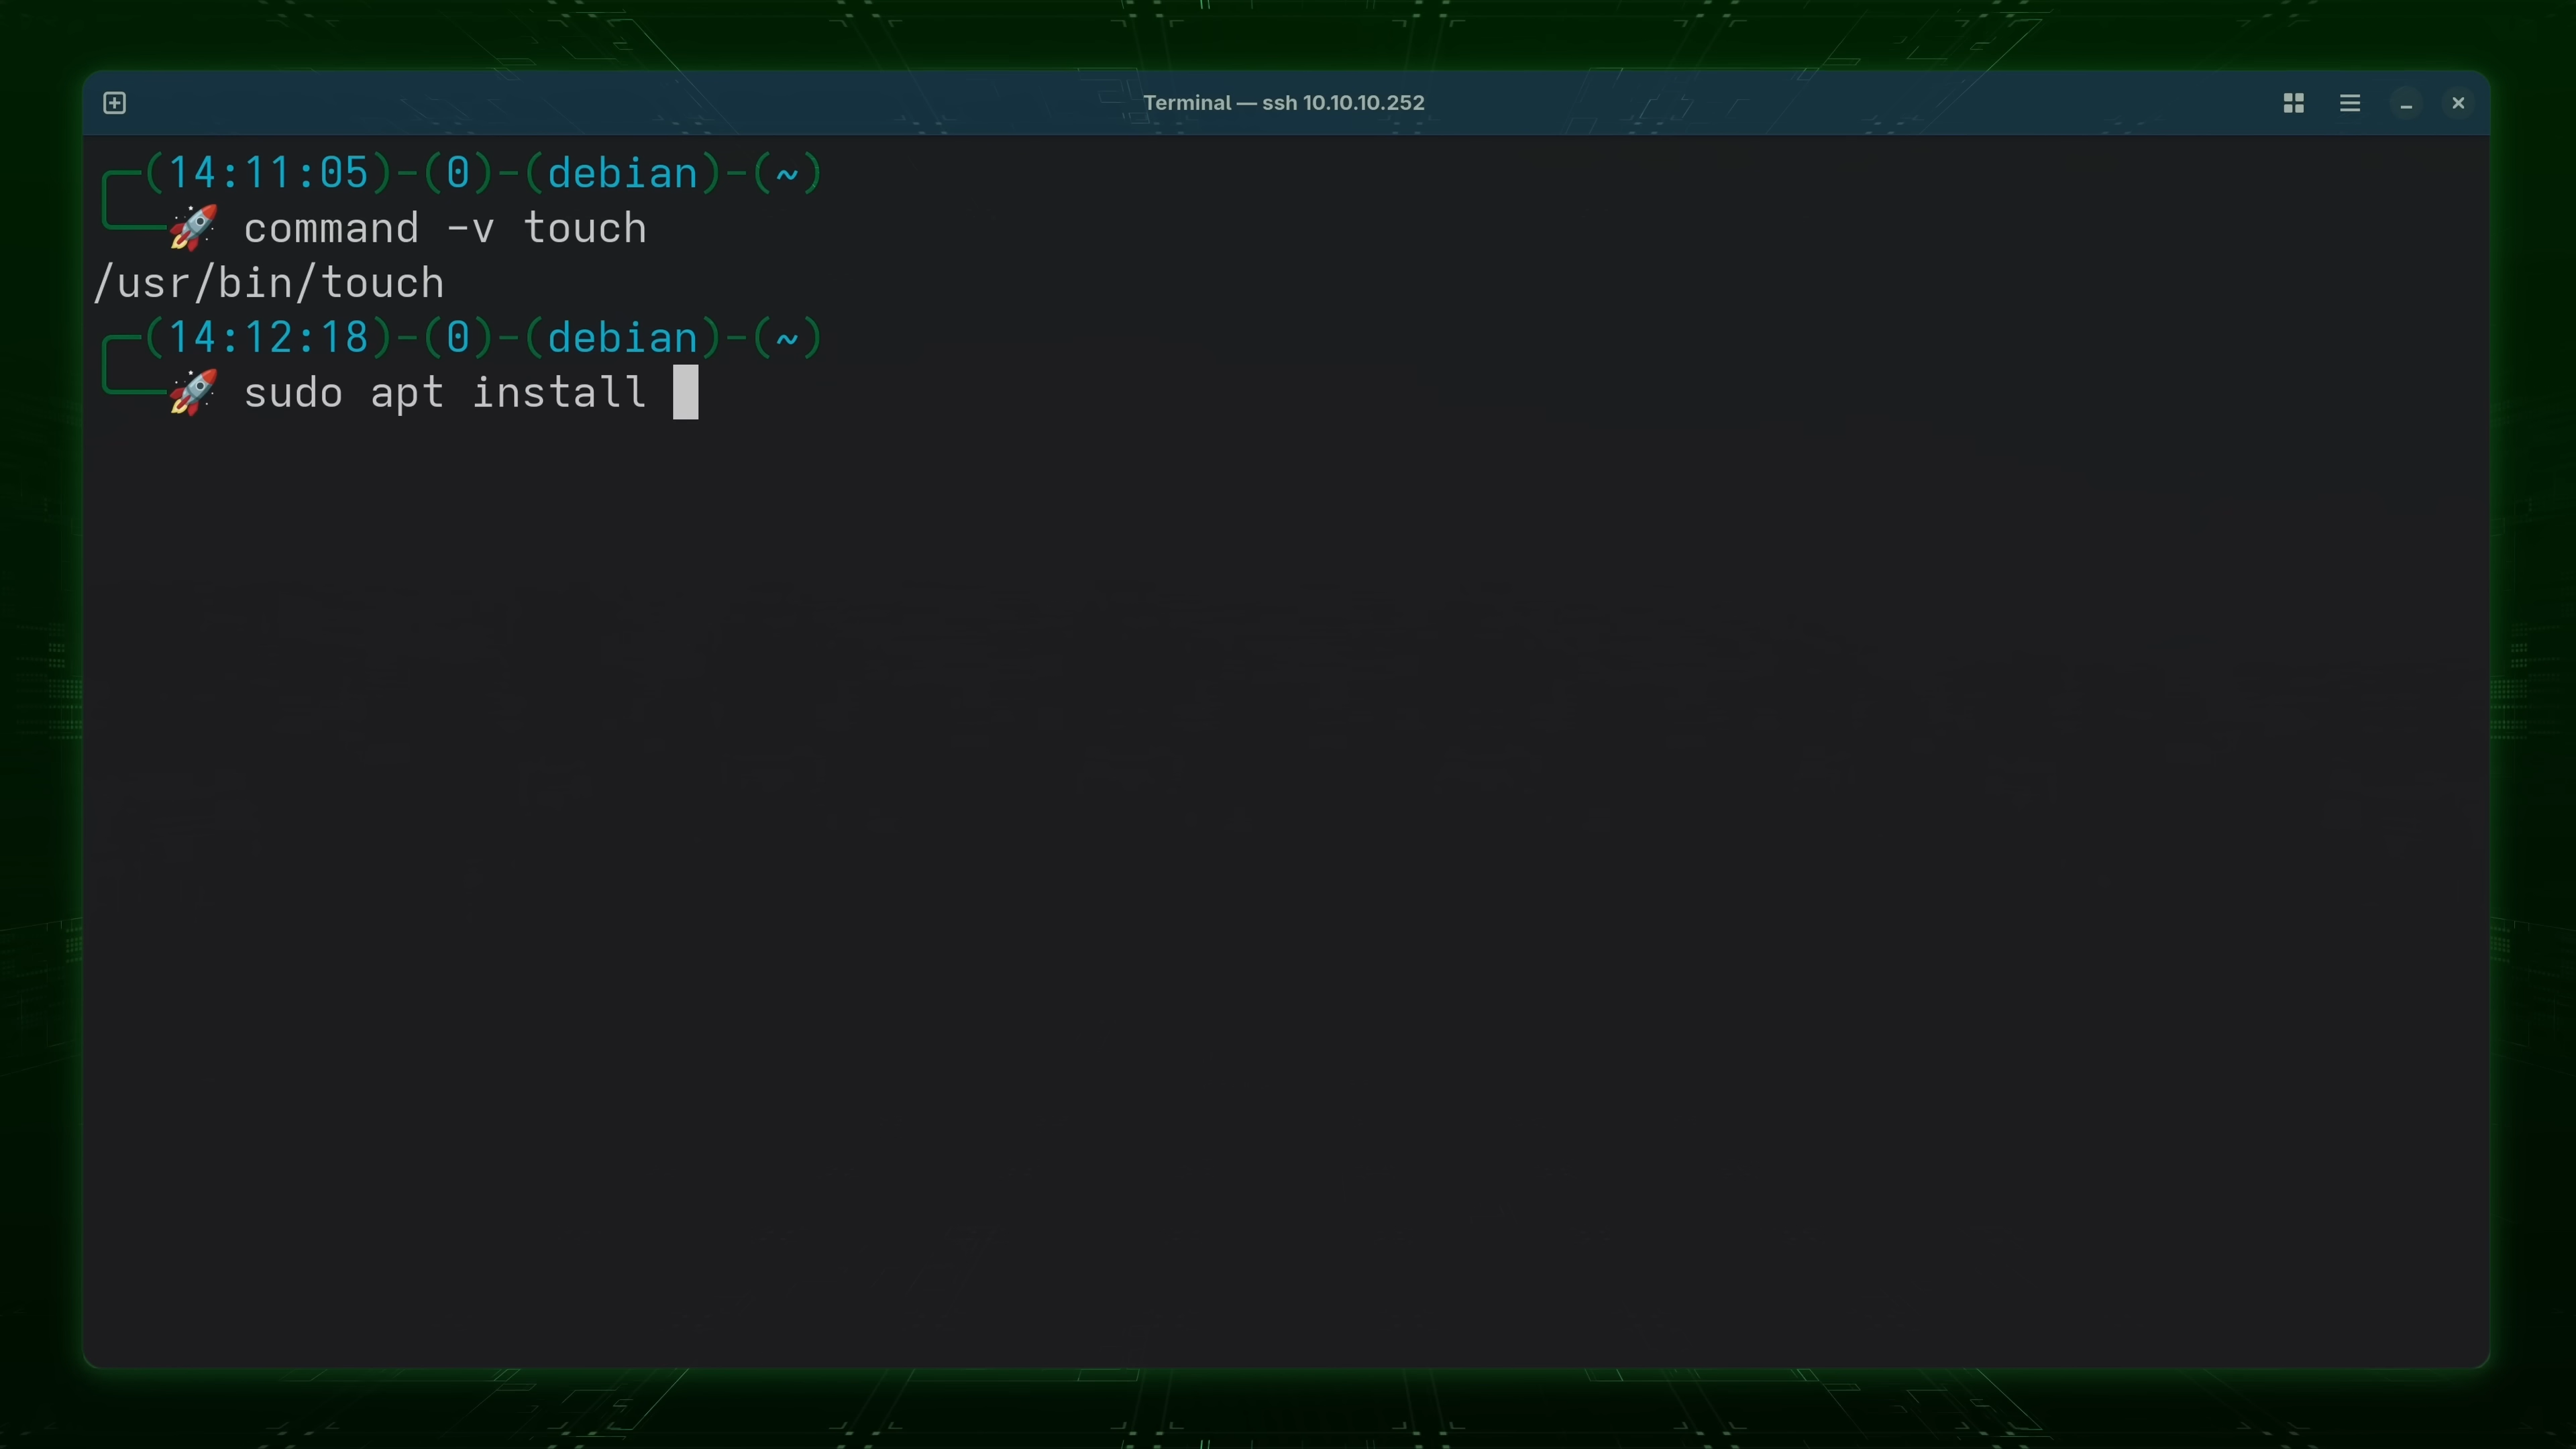 Terminal — ssh 10.10.10.252
(14:11:05)-(0)-(debian)-(~)
🚀 command -v touch
/usr/bin/touch
(14:12:18)-(0)-(debian)-(~)
🚀 sudo apt install